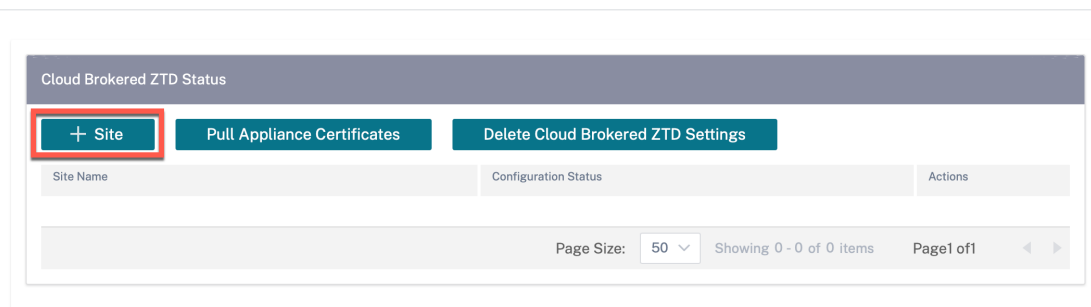 Cloud Brokered ZTD Status
+ Site Pull Appliance Certificates Delete Cloud Brokered ZTD Settings
Site Name Configuration Status Actions
Page Size: 50 Showing 0 - 0 of 0 items Page1 of1